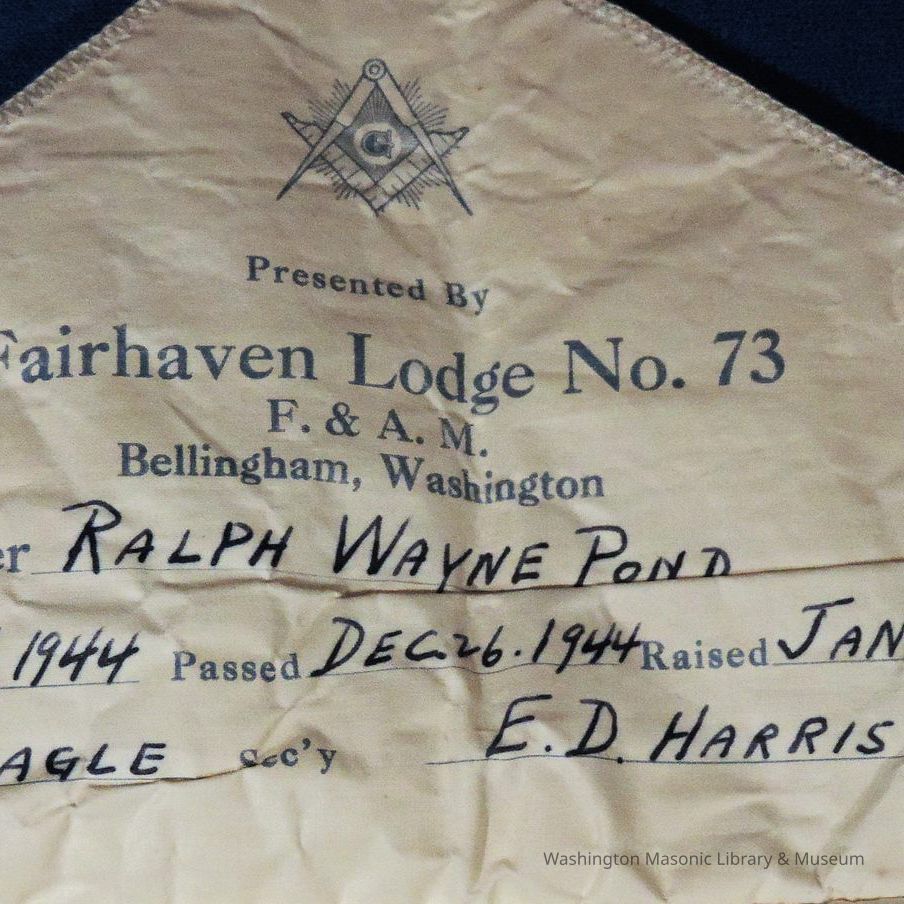 G
Presented By
Fairhaven Lodge No. 73
F. & A. M.
Bellingham, Washington
er RALPH WAYNE POND
1944 Passed DEC. 26. 1944 Raised JAN
AGLE Sec'y E. D. HARRIS
Washington Masonic Library & Museum